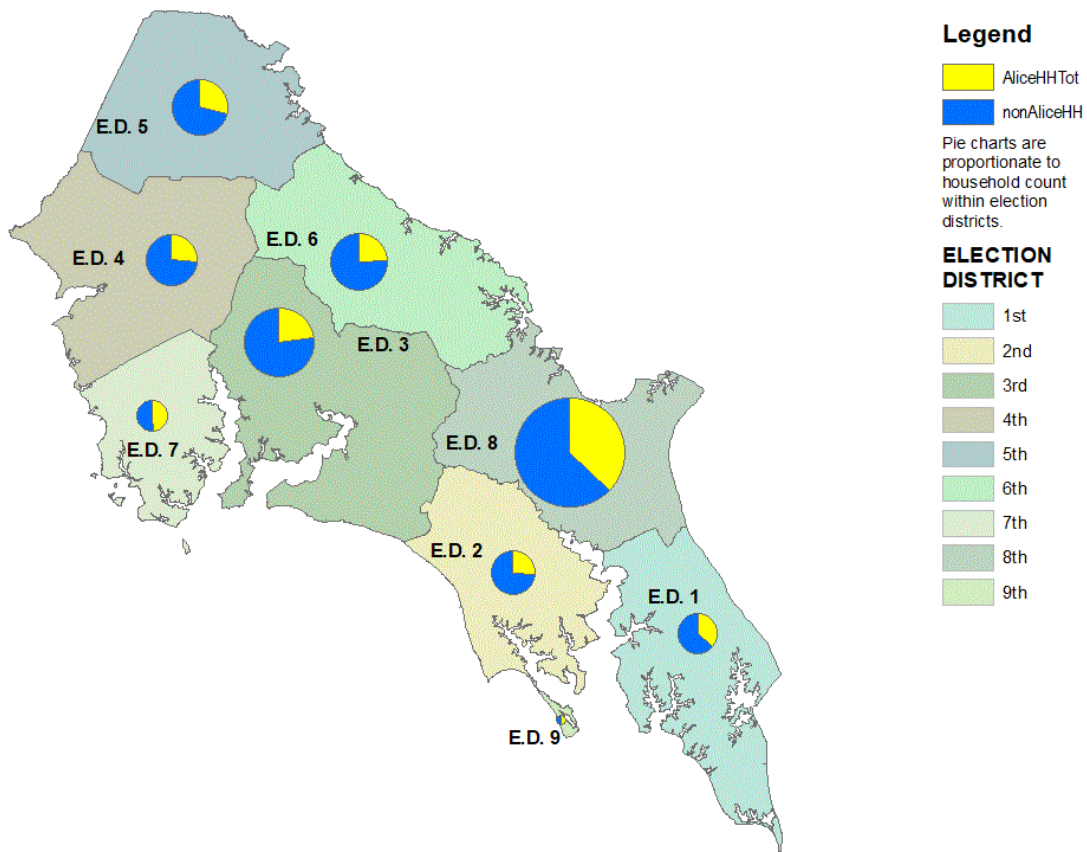 E.D. 5
E.D. 4
E.D. 6
E.D. 3
E.D. 7
E.D. 8
E.D. 2
E.D. 1
E.D. 9
Legend
AliceHHTot
nonAliceHH
Pie charts are
proportionate to
household count
within election
districts.
ELECTION
DISTRICT
1st
2nd
3rd
4th
5th
6th
7th
8th
9th